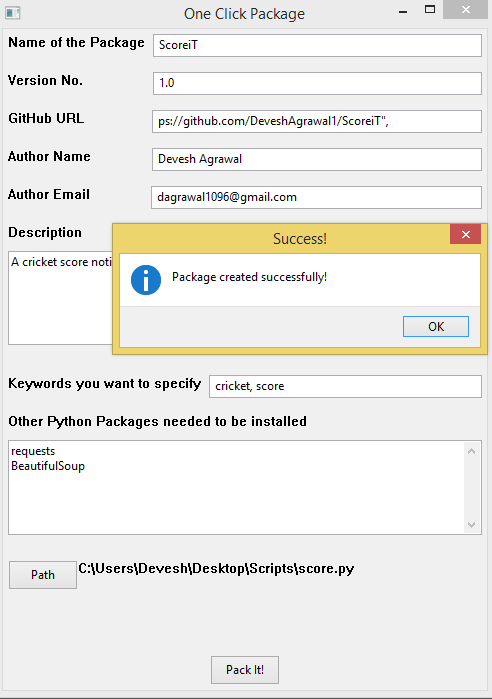 One Click Package
Name of the Package ScoreiT
Version No. 1.0
GitHub URL ps://github.com/DeveshAgrawal1/ScoreiT",
Author Name Devesh Agrawal
Author Email dagrawal1096@gmail.com
Description
A cricket score noti
Success!
Package created successfully!
OK
Keywords you want to specify cricket, score
Other Python Packages needed to be installed
requests
BeautifulSoup
Path C:\Users\Devesh\Desktop\Scripts\score.py
Pack It!